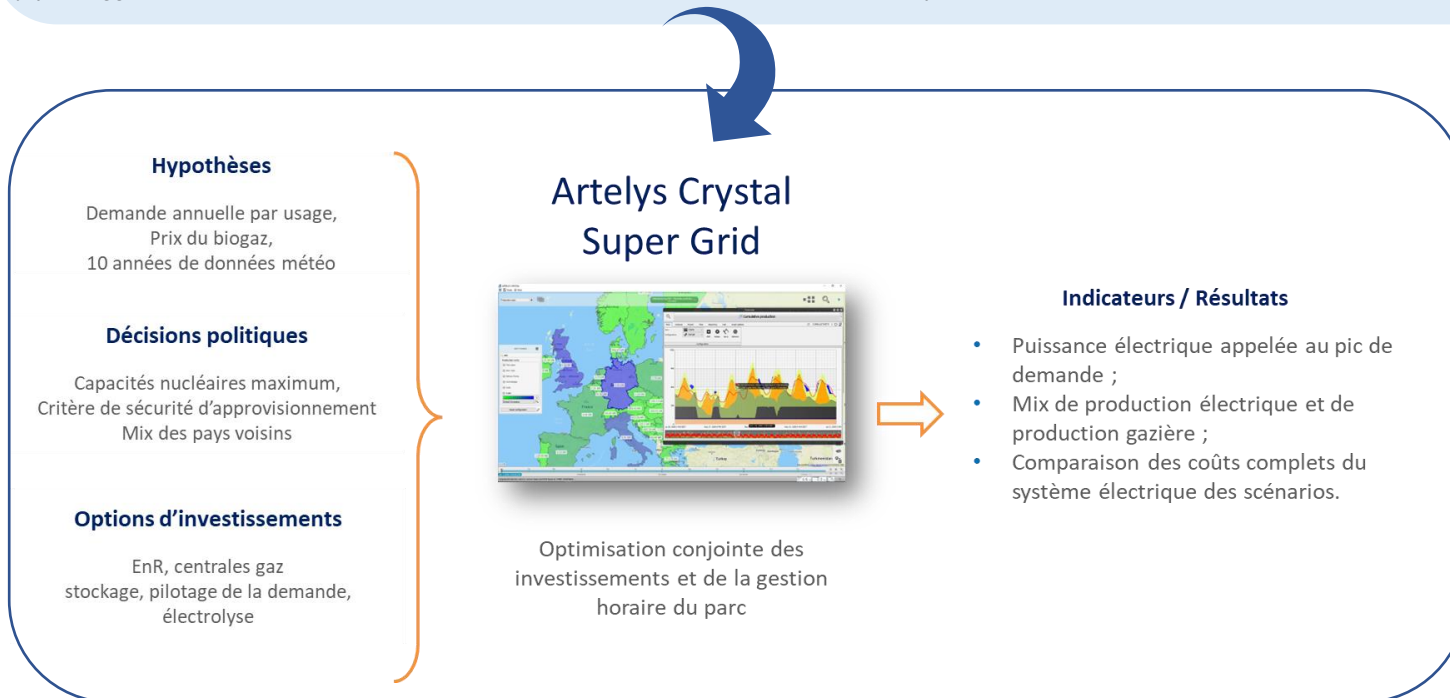 Hypothèses
Demande annuelle par usage,
Prix du biogaz,
10 années de données météo
Décisions politiques
Capacités nucléaires maximum,
Critère de sécurité d'approvisionnement
Mix des pays voisins
Options d'investissements
EnR, centrales gaz
stockage, pilotage de la demande,
électrolyse
Artelys Crystal
Super Grid
Optimisation conjointe des
investissements et de la gestion
horaire du parc
Indicateurs / Résultats
• Puissance électrique appelée au pic de
demande ;
• Mix de production électrique et de
production gazière ;
• Comparaison des coûts complets du
système électrique des scénarios.